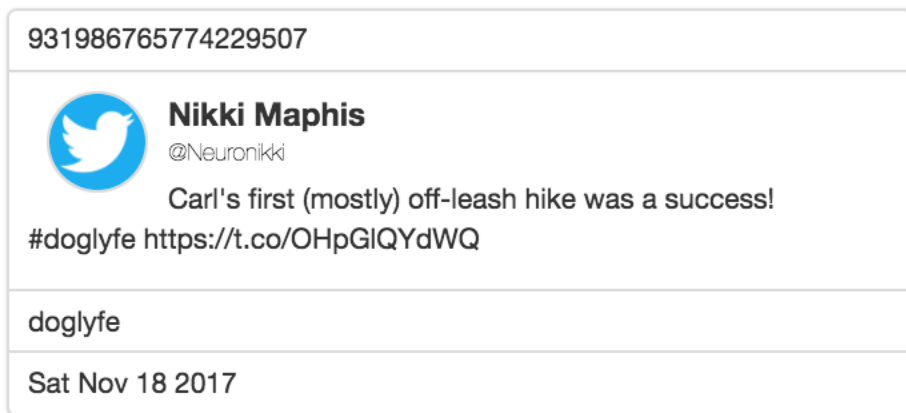 931986765774229507
Nikki Maphis
@Neuronikki
Carl's first (mostly) off-leash hike was a success!
#doglyfe https://t.co/OHpGlQYdWQ
doglyfe
Sat Nov 18 2017